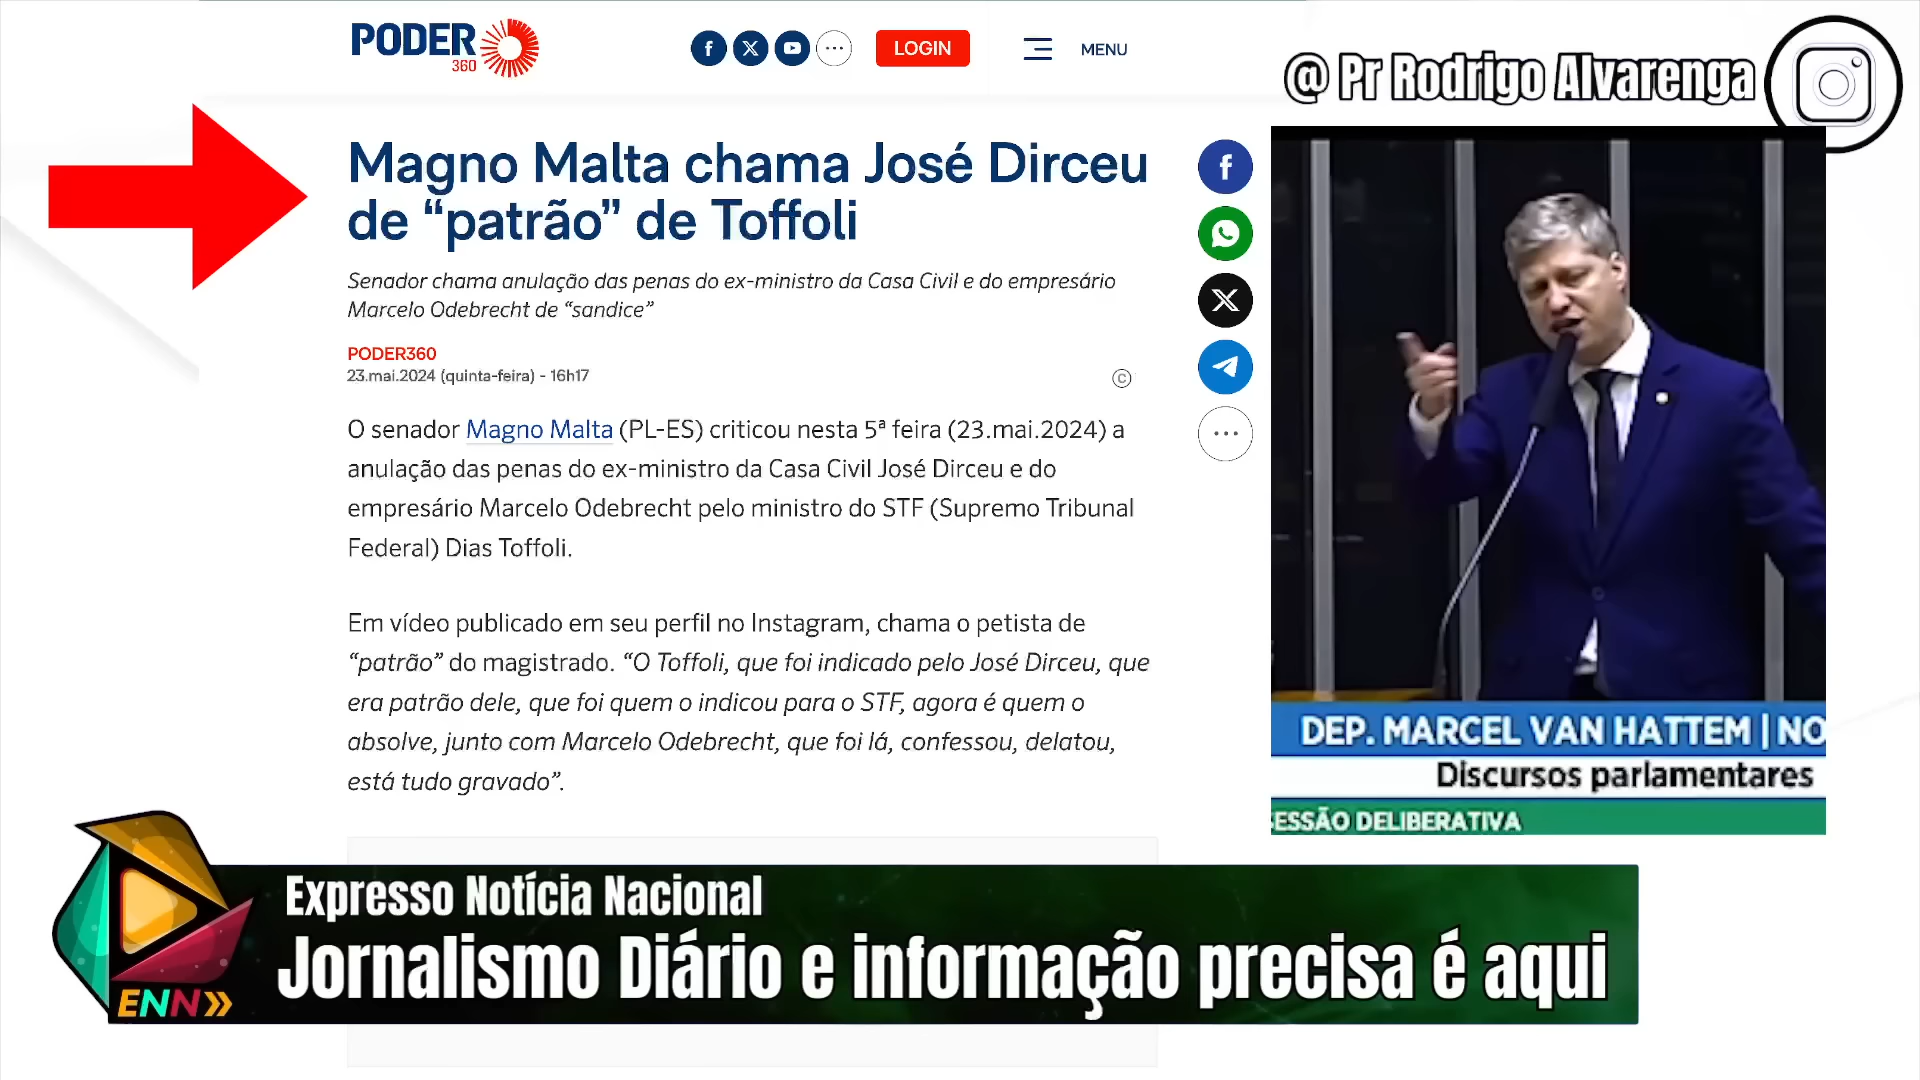 PODER
360
LOGIN
MENU
@ Pr Rodrigo Alvarenga
Magno Malta chama José Dirceu
de “patrão” de Toffoli
Senador chama anulação das penas do ex-ministro da Casa Civil e do empresário
Marcelo Odebrecht de “sandice”
PODER360
23.mai.2024 (quinta-feira) - 16h17
©
O senador Magno Malta (PL-ES) criticou nesta 5ª feira (23.mai.2024) a
anulação das penas do ex-ministro da Casa Civil José Dirceu e do
empresário Marcelo Odebrecht pelo ministro do STF (Supremo Tribunal
Federal) Dias Toffoli.
Em vídeo publicado em seu perfil no Instagram, chama o petista de
“patrão” do magistrado. “O Toffoli, que foi indicado pelo José Dirceu, que
era patrão dele, que foi quem o indicou para o STF, agora é quem o
absolve, junto com Marcelo Odebrecht, que foi lá, confessou, delatou,
está tudo gravado”.
DEP. MARCEL VAN HATTEM | NO
Discursos parlamentares
ESSÃO DELIBERATIVA
Expresso Notícia Nacional
Jornalismo Diário e informação precisa é aqui
ENN